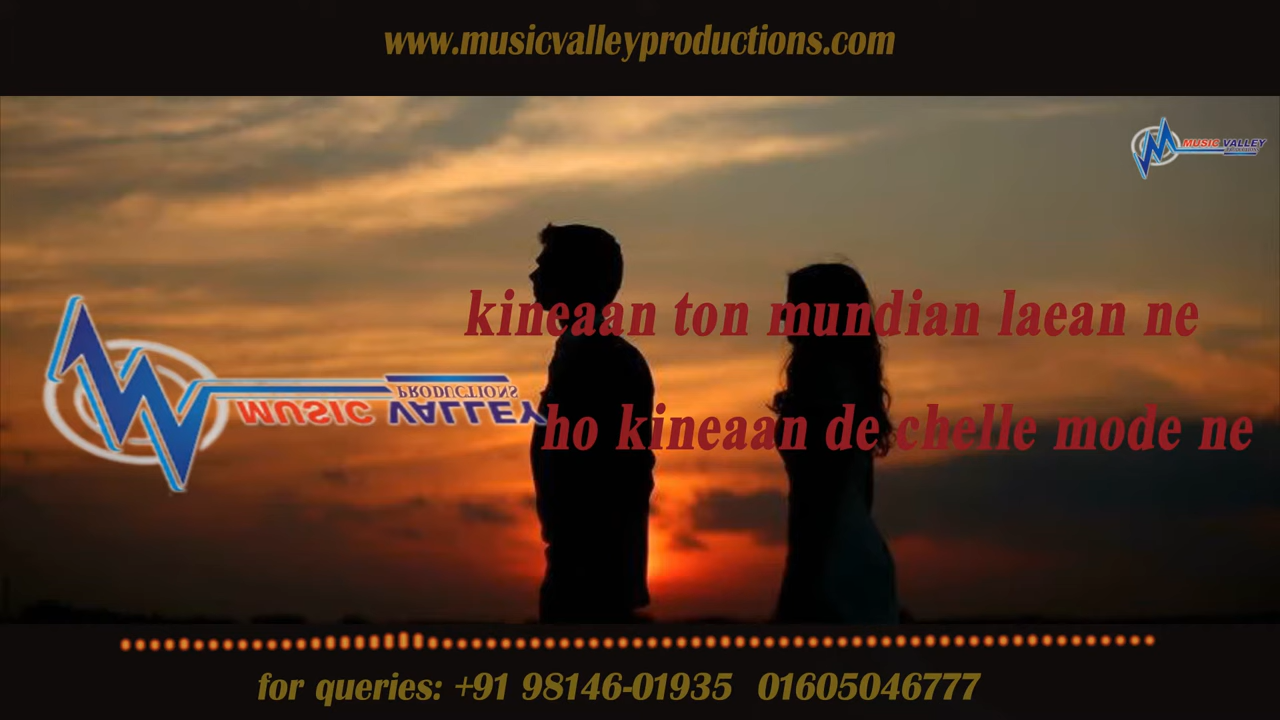 www.musicvalleyproductions.com
MUSIC VALLEY
PRODUCTIONS
kineaan ton mundian laean ne
PRODUCTIONS
MUSIC VALLEY
ho kineaan de chelle mode ne
for queries: +91 98146-01935 01605046777